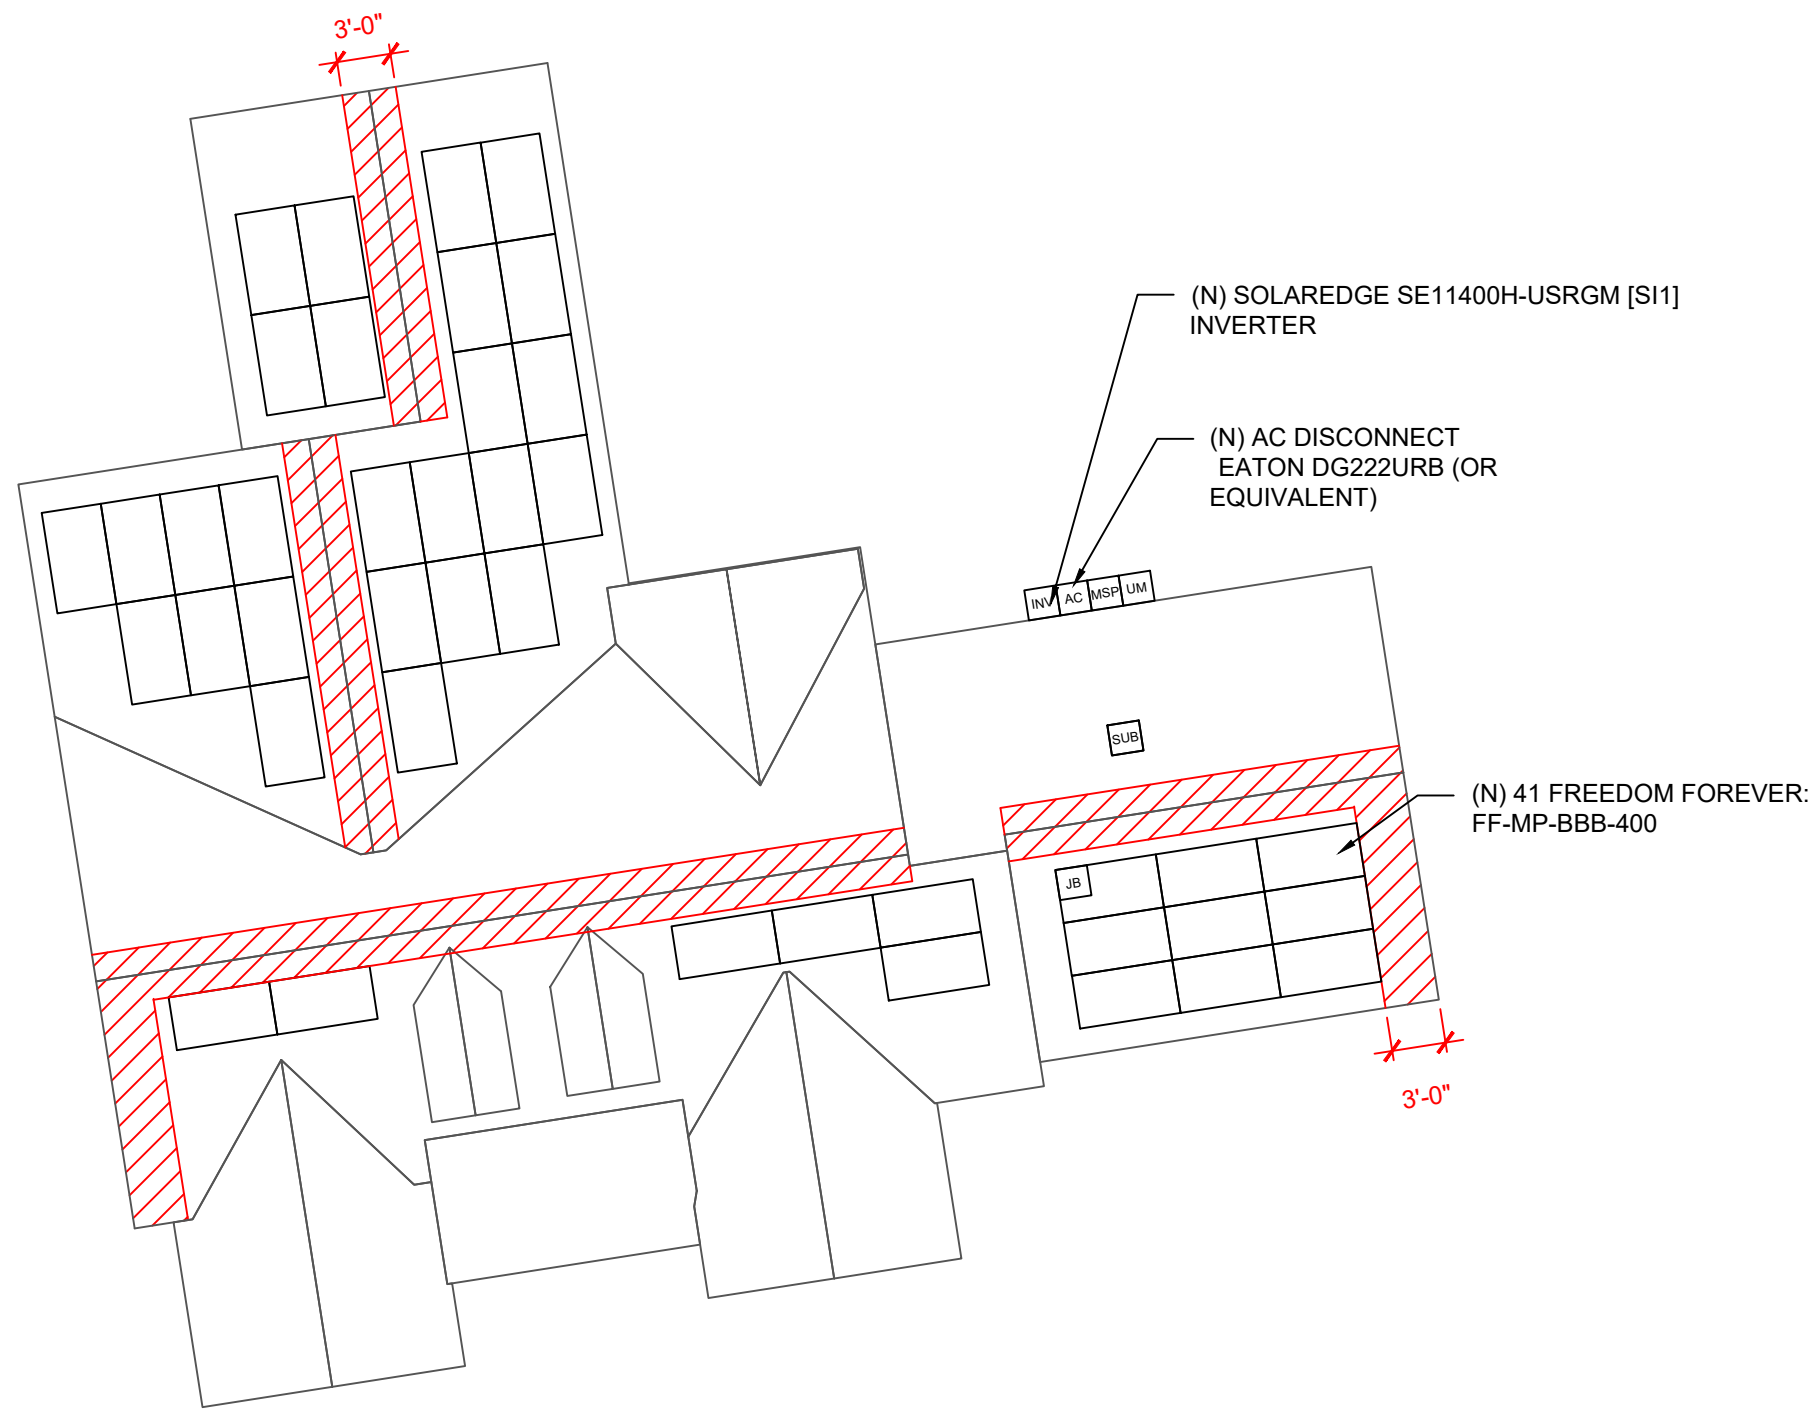 3'-0"
(N) SOLAREDGE SE11400H-USRGM [SI1]
INVERTER
(N) AC DISCONNECT
EATON DG222URB (OR
EQUIVALENT)
INV AC MSP UM
SUB
(N) 41 FREEDOM FOREVER:
FF-MP-BBB-400
JB
3'-0"